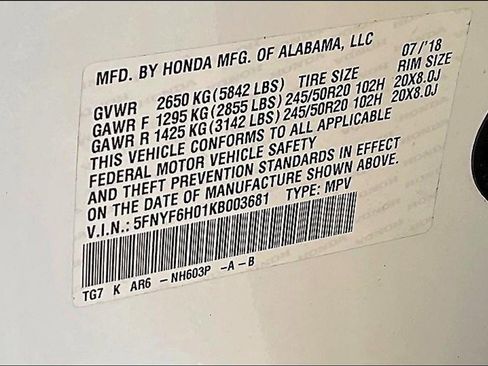 MFD. BY HONDA MFG. OF ALABAMA, LLC 07/'18
GVWR 2650 KG (5842 LBS) TIRE SIZE RIM SIZE
GAWR F 1295 KG (2855 LBS) 245/50R20 102H 20X8.0J
GAWR R 1425 KG (3142 LBS) 245/50R20 102H 20X8.0J
THIS VEHICLE CONFORMS TO ALL APPLICABLE
FEDERAL MOTOR VEHICLE SAFETY
AND THEFT PREVENTION STANDARDS IN EFFECT
ON THE DATE OF MANUFACTURE SHOWN ABOVE.
V.I.N.: 5FNYF6H01KB003681 TYPE: MPV
TG7 K AR6 - NH603P - A - B